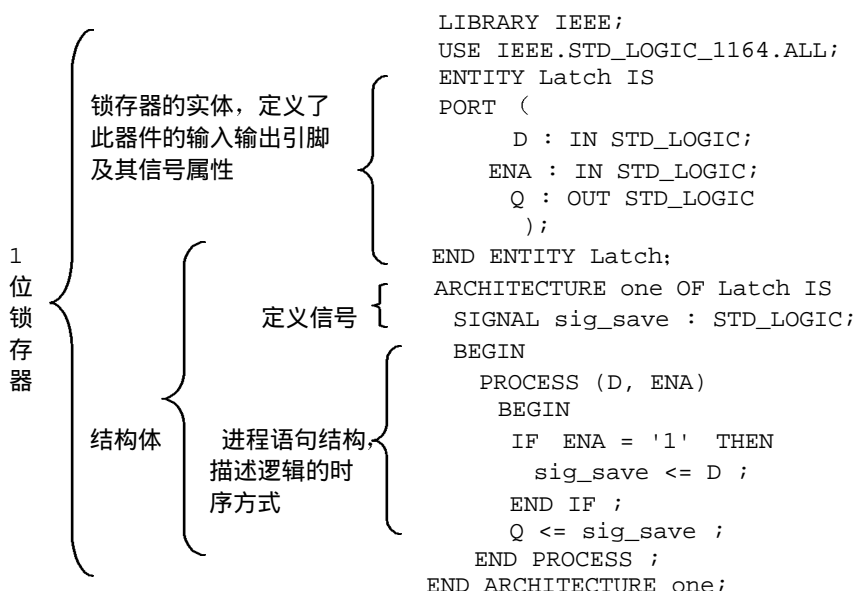 1
位
锁
存
器
锁存器的实体，定义了
此器件的输入输出引脚
及其信号属性
结构体
定义信号
进程语句结构，
描述逻辑的时
序方式
LIBRARY IEEE;
USE IEEE.STD_LOGIC_1164.ALL;
ENTITY Latch IS
PORT （
D : IN STD_LOGIC;
ENA : IN STD_LOGIC;
Q : OUT STD_LOGIC
);
END ENTITY Latch;
ARCHITECTURE one OF Latch IS
SIGNAL sig_save : STD_LOGIC;
BEGIN
PROCESS (D, ENA)
BEGIN
IF ENA = '1' THEN
sig_save <= D ;
END IF ;
Q <= sig_save ;
END PROCESS ;
END ARCHITECTURE one;